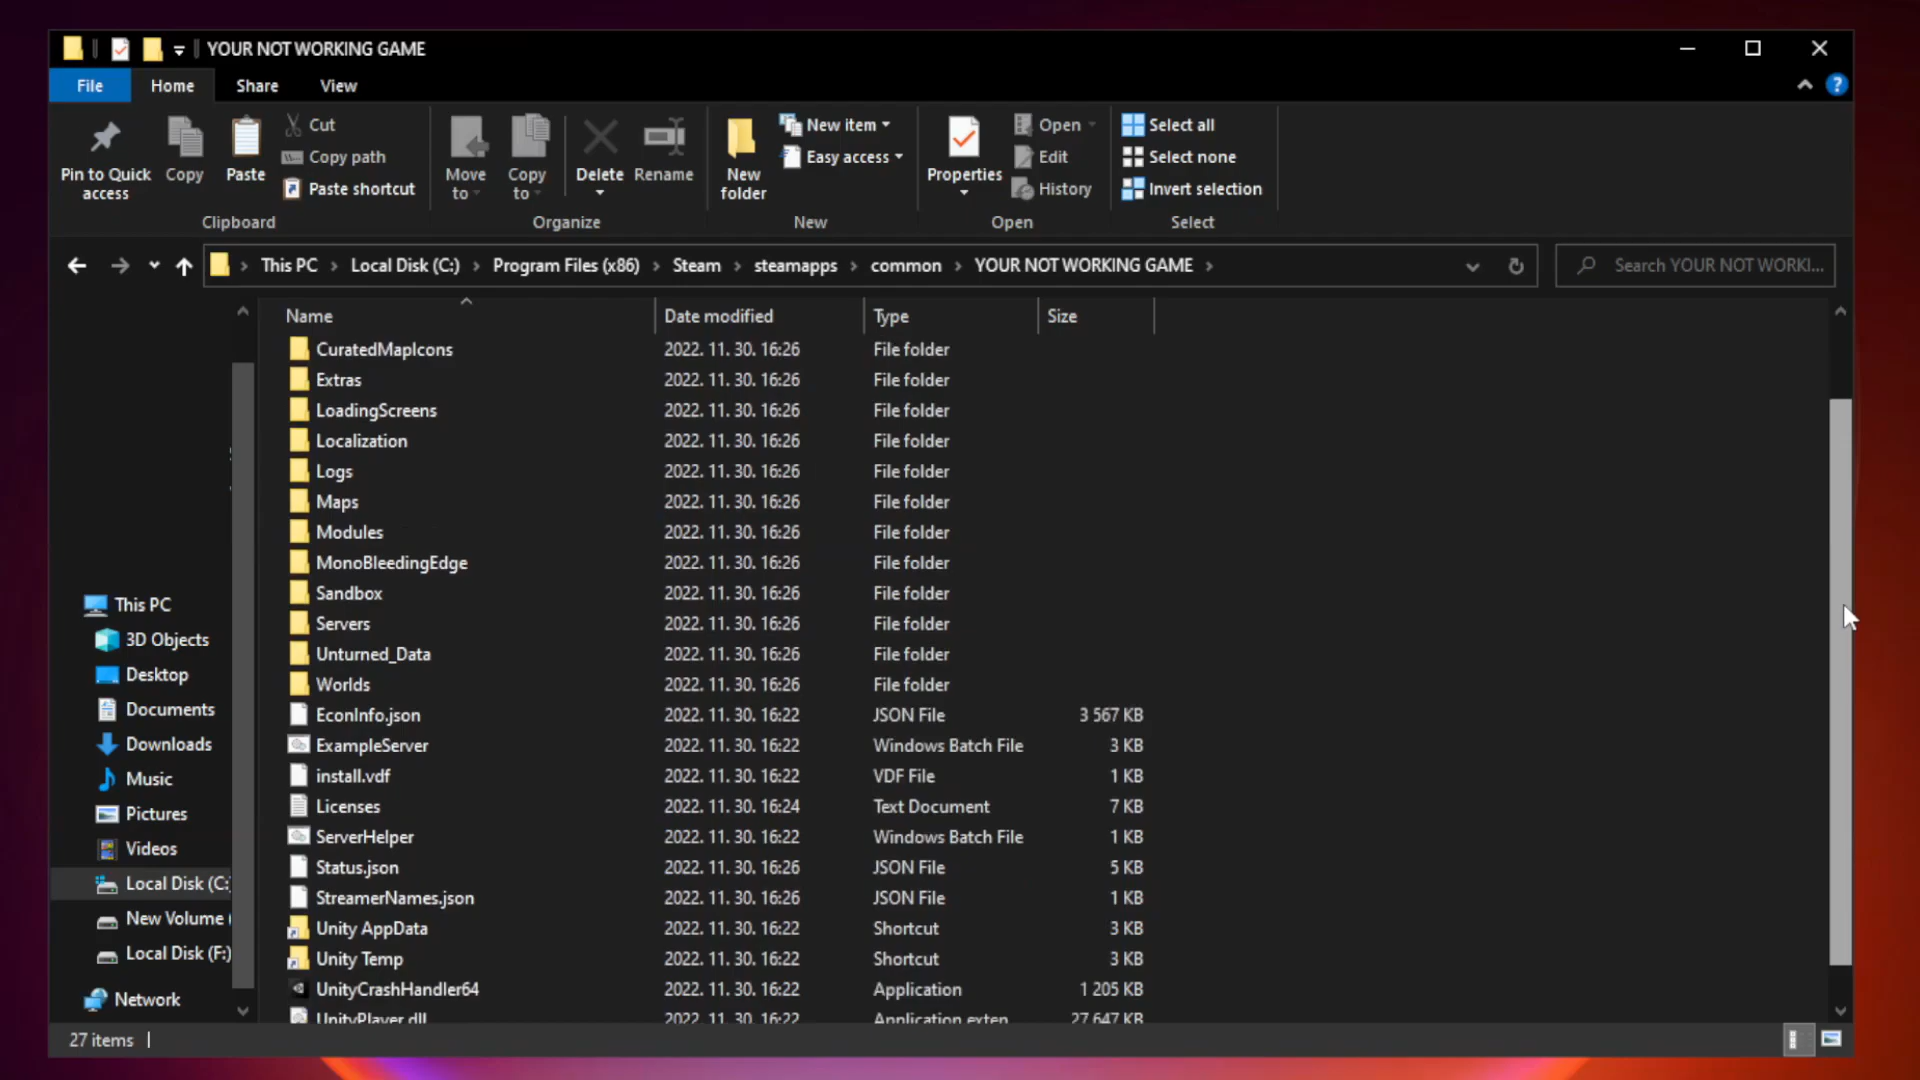 YOUR NOT WORKING GAME
File Home Share View
Pin to Quick access
Copy
Paste
Cut
Copy path
Paste shortcut
Clipboard
Move to
Copy to
Delete
Rename
Organize
New folder
New item
Easy access
New
Properties
Open
Edit
History
Open
Select all
Select none
Invert selection
Select
This PC > Local Disk (C:) > Program Files (x86) > Steam > steamapps > common > YOUR NOT WORKING GAME >
Search YOUR NOT WORKI...
Name Date modified Type Size
CuratedMapIcons 2022. 11. 30. 16:26 File folder
Extras 2022. 11. 30. 16:26 File folder
LoadingScreens 2022. 11. 30. 16:26 File folder
Localization 2022. 11. 30. 16:26 File folder
Logs 2022. 11. 30. 16:26 File folder
Maps 2022. 11. 30. 16:26 File folder
Modules 2022. 11. 30. 16:26 File folder
MonoBleedingEdge 2022. 11. 30. 16:26 File folder
Sandbox 2022. 11. 30. 16:26 File folder
Servers 2022. 11. 30. 16:26 File folder
Unturned_Data 2022. 11. 30. 16:26 File folder
Worlds 2022. 11. 30. 16:26 File folder
EconInfo.json 2022. 11. 30. 16:22 JSON File 3 567 KB
ExampleServer 2022. 11. 30. 16:22 Windows Batch File 3 KB
install.vdf 2022. 11. 30. 16:22 VDF File 1 KB
Licenses 2022. 11. 30. 16:24 Text Document 7 KB
ServerHelper 2022. 11. 30. 16:22 Windows Batch File 1 KB
Status.json 2022. 11. 30. 16:26 JSON File 5 KB
StreamerNames.json 2022. 11. 30. 16:22 JSON File 1 KB
Unity AppData 2022. 11. 30. 16:22 Shortcut 3 KB
Unity Temp 2022. 11. 30. 16:22 Shortcut 3 KB
UnityCrashHandler64 2022. 11. 30. 16:22 Application 1 205 KB
UnityPlayer.dll 2022. 11. 30. 16:22 Application exten 27 647 KB
This PC
3D Objects
Desktop
Documents
Downloads
Music
Pictures
Videos
Local Disk (C:)
New Volume (
Local Disk (F:)
Network
27 items